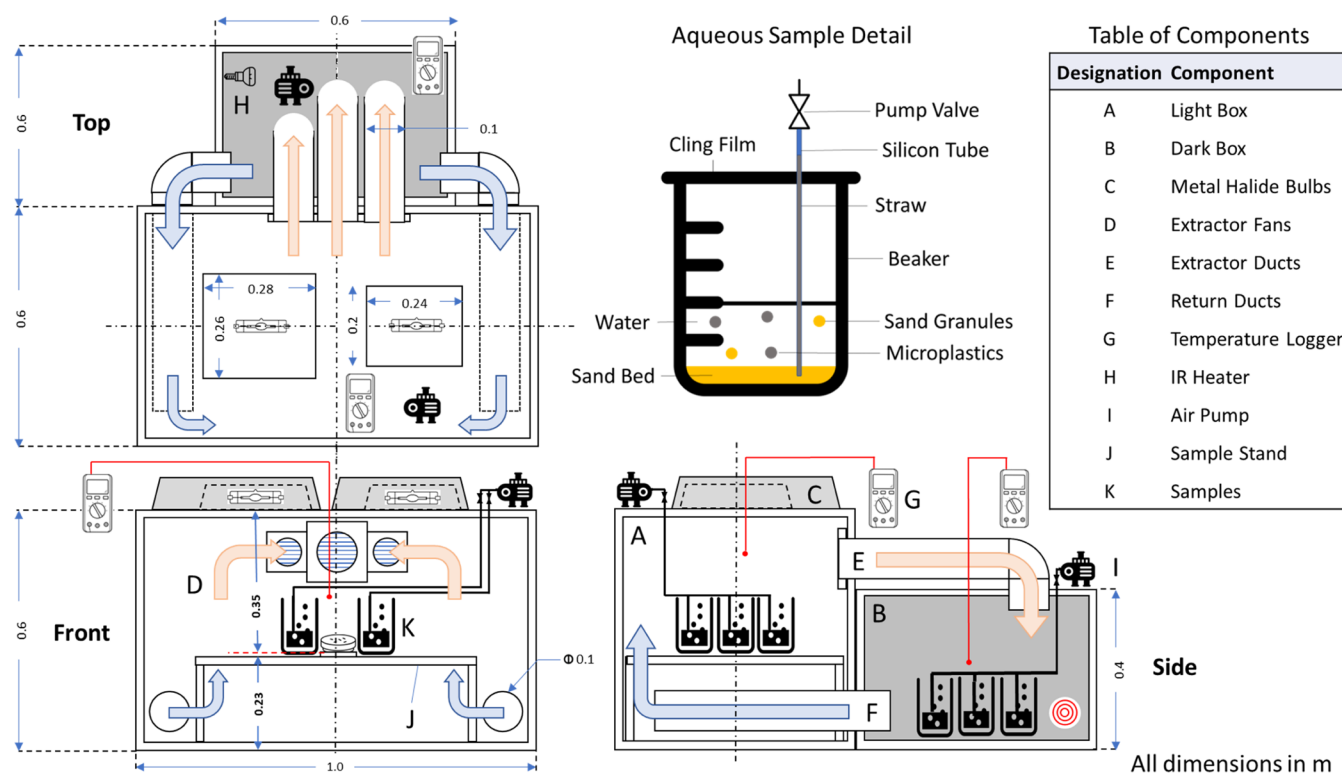 0.6
0.6
Top
H
0.1
0.6
0.28
0.26
0.24
0.2
Aqueous Sample Detail
Pump Valve
Cling Film
Silicon Tube
Straw
Beaker
Water
Sand Granules
Microplastics
Sand Bed
Table of Components
Designation Component
A Light Box
B Dark Box
C Metal Halide Bulbs
D Extractor Fans
E Extractor Ducts
F Return Ducts
G Temperature Logger
H IR Heater
I Air Pump
J Sample Stand
K Samples
0.6
Front
D
0.35
K
0.23
J
Φ0.1
1.0
A
C
G
E
I
B
F
0.4
Side
All dimensions in m